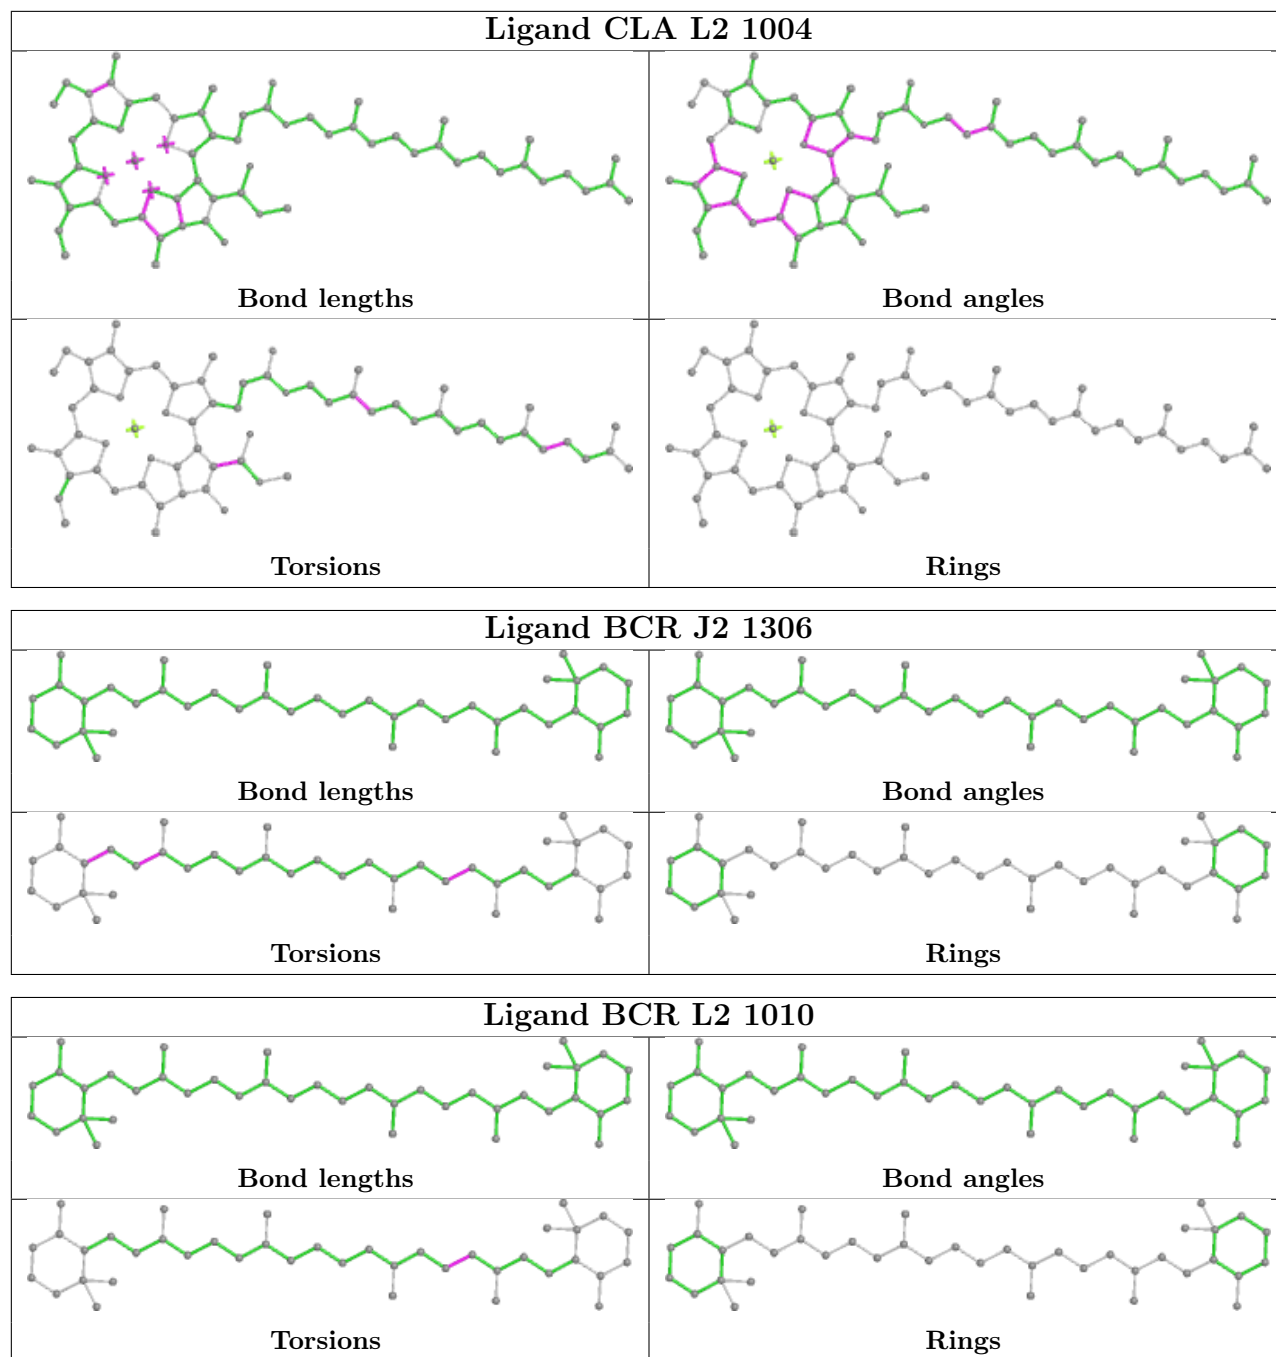 Ligand CLA L2 1004
Bond lengths
Bond angles
Torsions
Rings
Ligand BCR J2 1306
Bond lengths
Bond angles
Torsions
Rings
Ligand BCR L2 1010
Bond lengths
Bond angles
Torsions
Rings